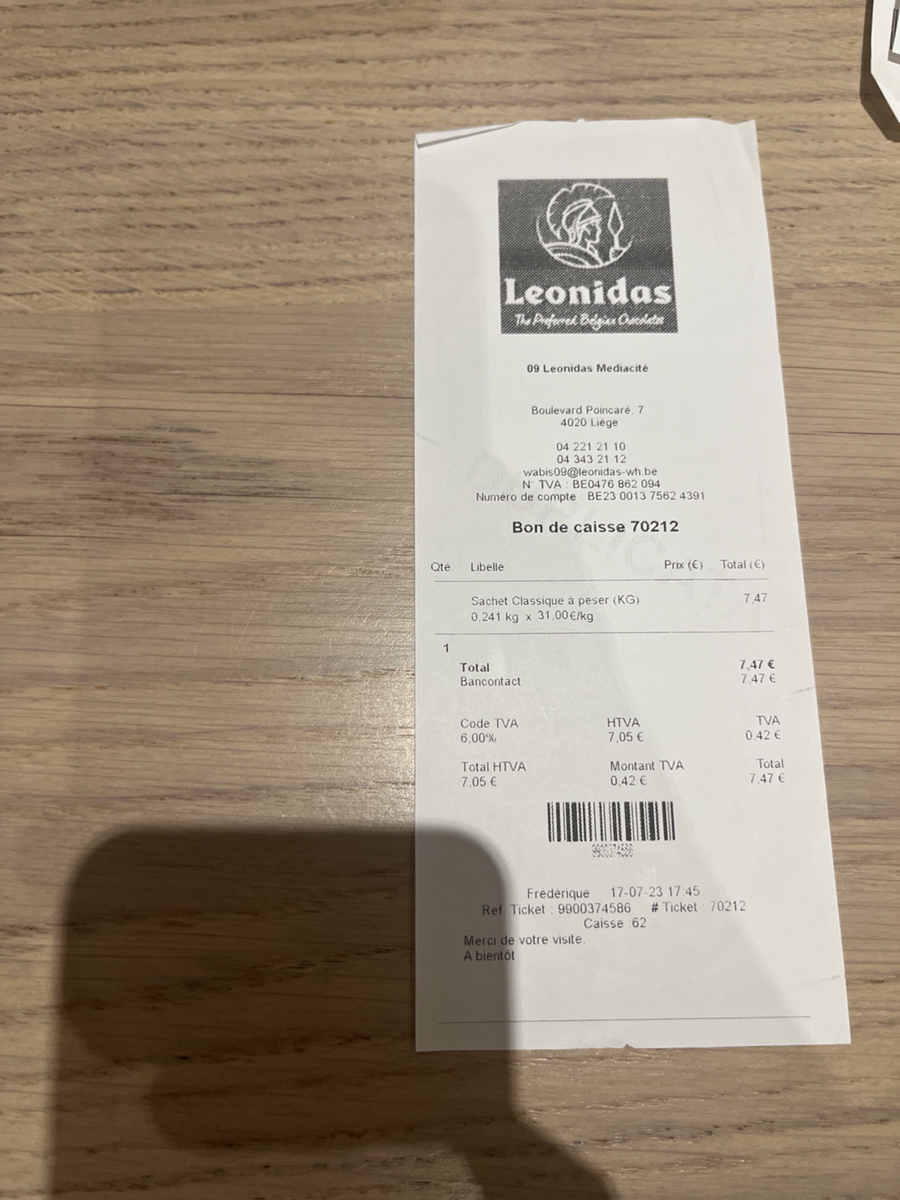 Leonidas
The Preferred Belgian Chocolates
09 Leonidas Mediacité
Boulevard Poincaré, 7
4020 Liège
04 221 21 10
04 343 21 12
wabis09@leonidas-wh.be
N° TVA : BE0476 862 094
Numéro de compte : BE23 0013 7562 4391
Bon de caisse 70212
Qté Libellé Prix (€) Total (€)
Sachet Classique à peser (KG) 7,47
0,241 kg x 31,00€/kg
1
Total 7,47 €
Bancontact 7,47 €
Code TVA HTVA TVA
6,00% 7,05 € 0,42 €
Total HTVA Montant TVA Total
7,05 € 0,42 € 7,47 €
9900374586
Frédérique 17-07-23 17:45
Ref. Ticket : 9900374586 # Ticket : 70212
Caisse :62
Merci de votre visite.
A bientôt